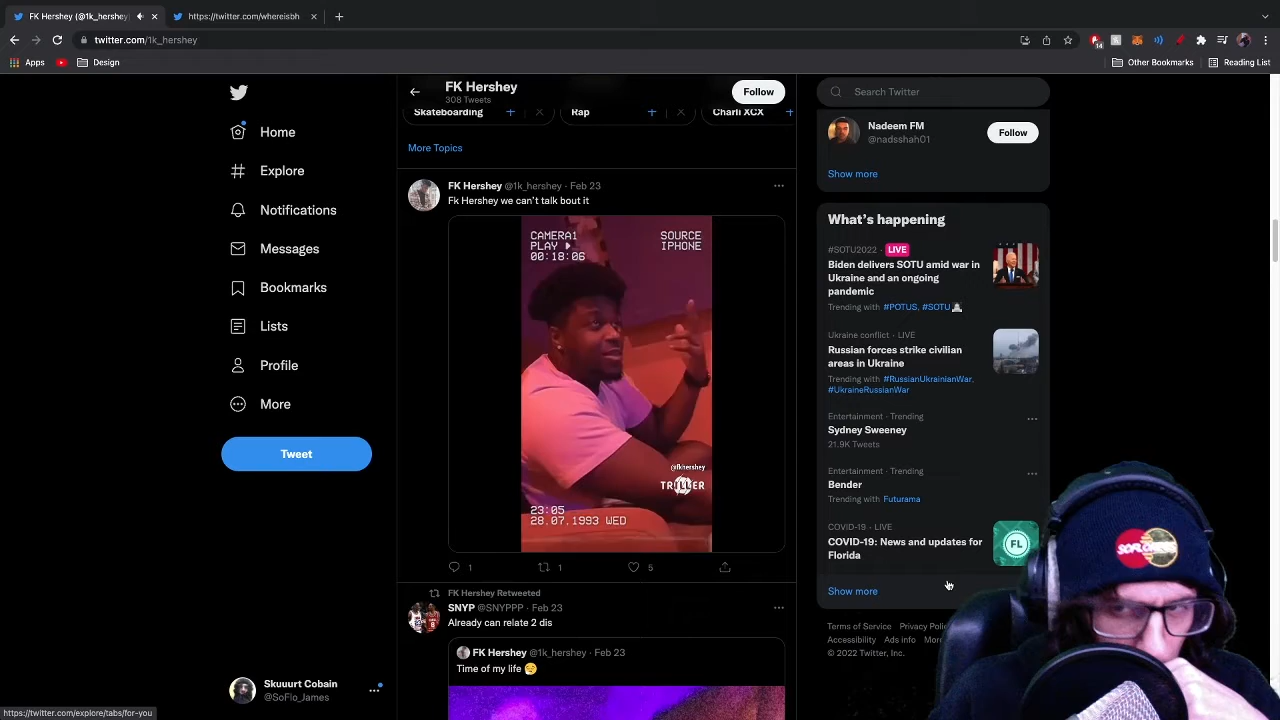 FK Hershey (@1k_hershey)
https://twitter.com/whereisbh
twitter.com/1k_hershey
14
Apps
Design
Other Bookmarks
Reading List
FK Hershey
308 Tweets
Follow
Search Twitter
Skateboarding
Rap
Charli XCX
More Topics
Home
Explore
Notifications
Messages
Bookmarks
Lists
Profile
More
Tweet
Skuuurt Cobain
@SoFlo_James
https://twitter.com/explore/tabs/for-you
FK Hershey @1k_hershey · Feb 23
Fk Hershey we can't talk bout it
CAMERA1
PLAY
00:18:06
SOURCE
IPHONE
@fkhershey
TRILLER
23:05
28.07.1993 WED
1
1
5
FK Hershey Retweeted
SNYP @SNYPPP · Feb 23
Already can relate 2 dis
FK Hershey @1k_hershey · Feb 23
Time of my life
Nadeem FM
@nadsshah01
Follow
Show more
What's happening
#SOTU2022 · LIVE
Biden delivers SOTU amid war in
Ukraine and an ongoing
pandemic
Trending with #POTUS, #SOTU
Ukraine conflict · LIVE
Russian forces strike civilian
areas in Ukraine
Trending with #RussianUkrainianWar,
#UkraineRussianWar
Entertainment · Trending
Sydney Sweeney
21.9K Tweets
Entertainment · Trending
Bender
Trending with Futurama
COVID-19 · LIVE
COVID-19: News and updates for
Florida
FL
Show more
Terms of Service Privacy
Accessibility Ads info
© 2022 Twitter, Inc.